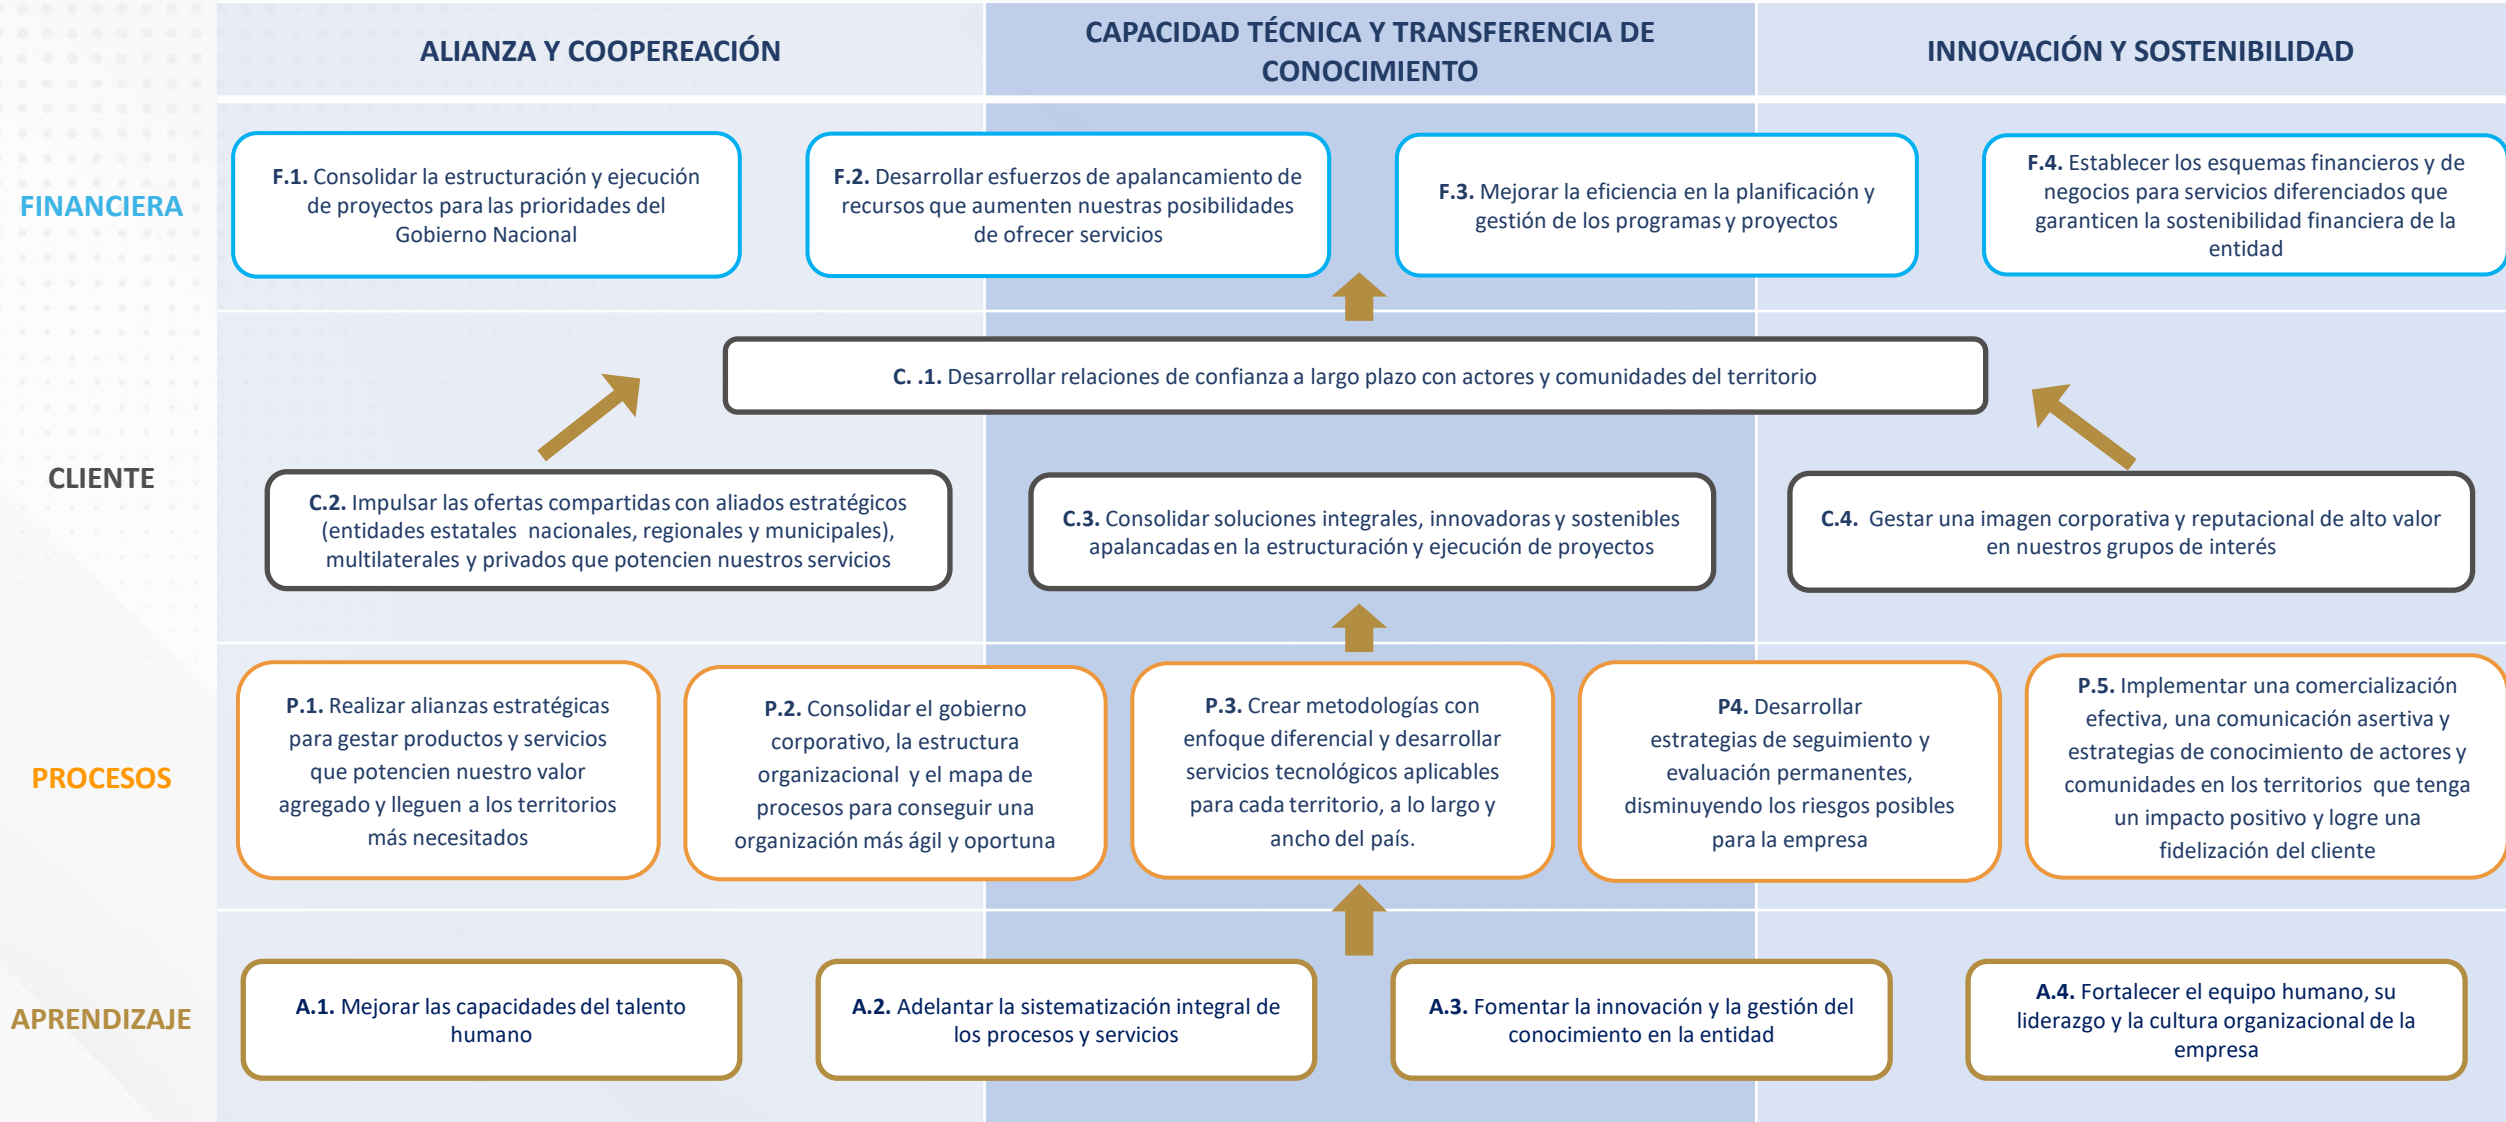 ALIANZA Y COOPEREACIÓN
CAPACIDAD TÉCNICA Y TRANSFERENCIA DE
CONOCIMIENTO
INNOVACIÓN Y SOSTENIBILIDAD
FINANCIERA
F.1. Consolidar la estructuración y ejecución
de proyectos para las prioridades del
Gobierno Nacional
F.2. Desarrollar esfuerzos de apalancamiento de
recursos que aumenten nuestras posibilidades
de ofrecer servicios
F.3. Mejorar la eficiencia en la planificación y
gestión de los programas y proyectos
F.4. Establecer los esquemas financieros y de
negocios para servicios diferenciados que
garanticen la sostenibilidad financiera de la
entidad
CLIENTE
C. .1. Desarrollar relaciones de confianza a largo plazo con actores y comunidades del territorio
C.2. Impulsar las ofertas compartidas con aliados estratégicos
(entidades estatales nacionales, regionales y municipales),
multilaterales y privados que potencien nuestros servicios
C.3. Consolidar soluciones integrales, innovadoras y sostenibles
apalancadas en la estructuración y ejecución de proyectos
C.4. Gestar una imagen corporativa y reputacional de alto valor
en nuestros grupos de interés
PROCESOS
P.1. Realizar alianzas estratégicas
para gestar productos y servicios
que potencien nuestro valor
agregado y lleguen a los territorios
más necesitados
P.2. Consolidar el gobierno
corporativo, la estructura
organizacional y el mapa de
procesos para conseguir una
organización más ágil y oportuna
P.3. Crear metodologías con
enfoque diferencial y desarrollar
servicios tecnológicos aplicables
para cada territorio, a lo largo y
ancho del país.
P4. Desarrollar
estrategias de seguimiento y
evaluación permanentes,
disminuyendo los riesgos posibles
para la empresa
P.5. Implementar una comercialización
efectiva, una comunicación asertiva y
estrategias de conocimiento de actores y
comunidades en los territorios que tenga
un impacto positivo y logre una
fidelización del cliente
APRENDIZAJE
A.1. Mejorar las capacidades del talento
humano
A.2. Adelantar la sistematización integral de
los procesos y servicios
A.3. Fomentar la innovación y la gestión del
conocimiento en la entidad
A.4. Fortalecer el equipo humano, su
liderazgo y la cultura organizacional de la
empresa